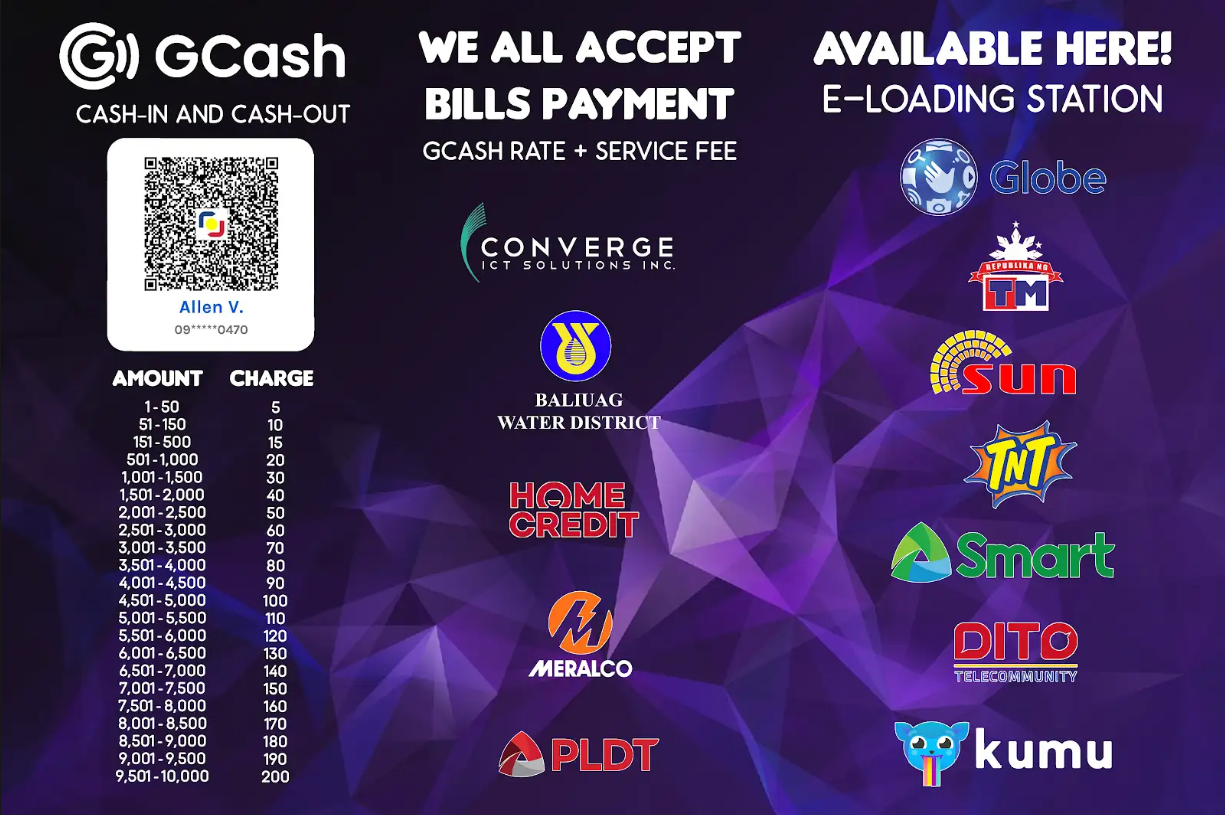 GCash
CASH-IN AND CASH-OUT
Allen V.
09*****0470
AMOUNT CHARGE
1-50 5
51-150 10
151-500 15
501-1,000 20
1,001-1,500 30
1,501-2,000 40
2,001-2,500 50
2,501-3,000 60
3,001-3,500 70
3,501-4,000 80
4,001-4,500 90
4,501-5,000 100
5,001-5,500 110
5,501-6,000 120
6,001-6,500 130
6,501-7,000 140
7,001-7,500 150
7,501-8,000 160
8,001-8,500 170
8,501-9,000 180
9,001-9,500 190
9,501-10,000 200
WE ALL ACCEPT
BILLS PAYMENT
GCASH RATE + SERVICE FEE
CONVERGE
ICT SOLUTIONS INC.
BALIUAG
WATER DISTRICT
HOME
CREDIT
MERALCO
PLDT
AVAILABLE HERE!
E-LOADING STATION
Globe
REPUBLIKA NG
TM
sun
TNT
Smart
DITO
TELECOMMUNITY
kumu